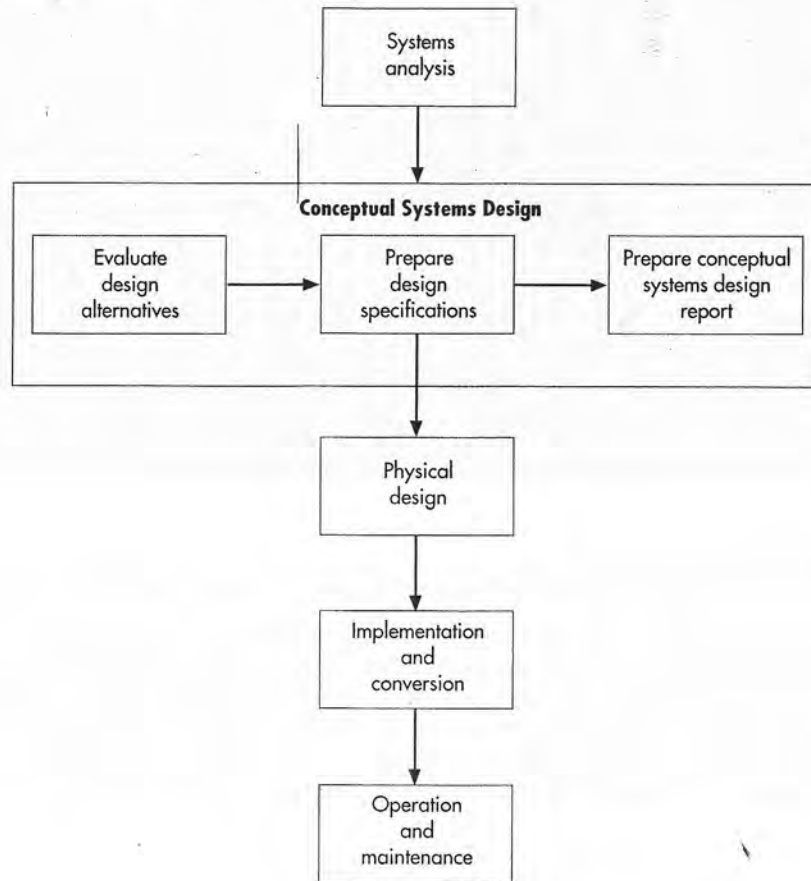 Systems
analysis
Conceptual Systems Design
Evaluate
design
alternatives
Prepare
design
specifications
Prepare conceptual
systems design
report
Physical
design
Implementation
and
conversion
Operation
and
maintenance